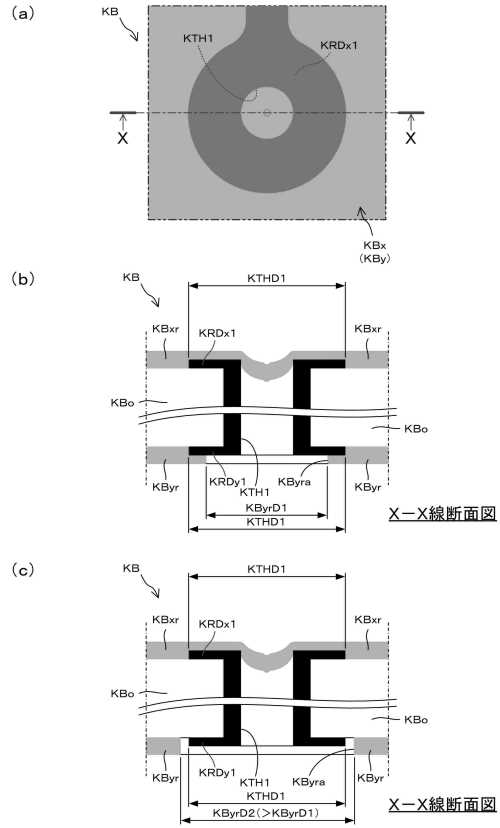 (a)
KB
KTH1
KRDx1
X
X
KBx
(KBy)
(b)
KB
KTHD1
KBxr
KRDx1
KBxr
KBo
KBo
KByr
KRDy1
KTH1
KByra
KByr
KByrD1
KTHD1
X－X線断面図
(c)
KB
KTHD1
KBxr
KRDx1
KBxr
KBo
KBo
KByr
KRDy1
KTH1
KByra
KByr
KTHD1
KByrD2(>KByrD1)
X－X線断面図